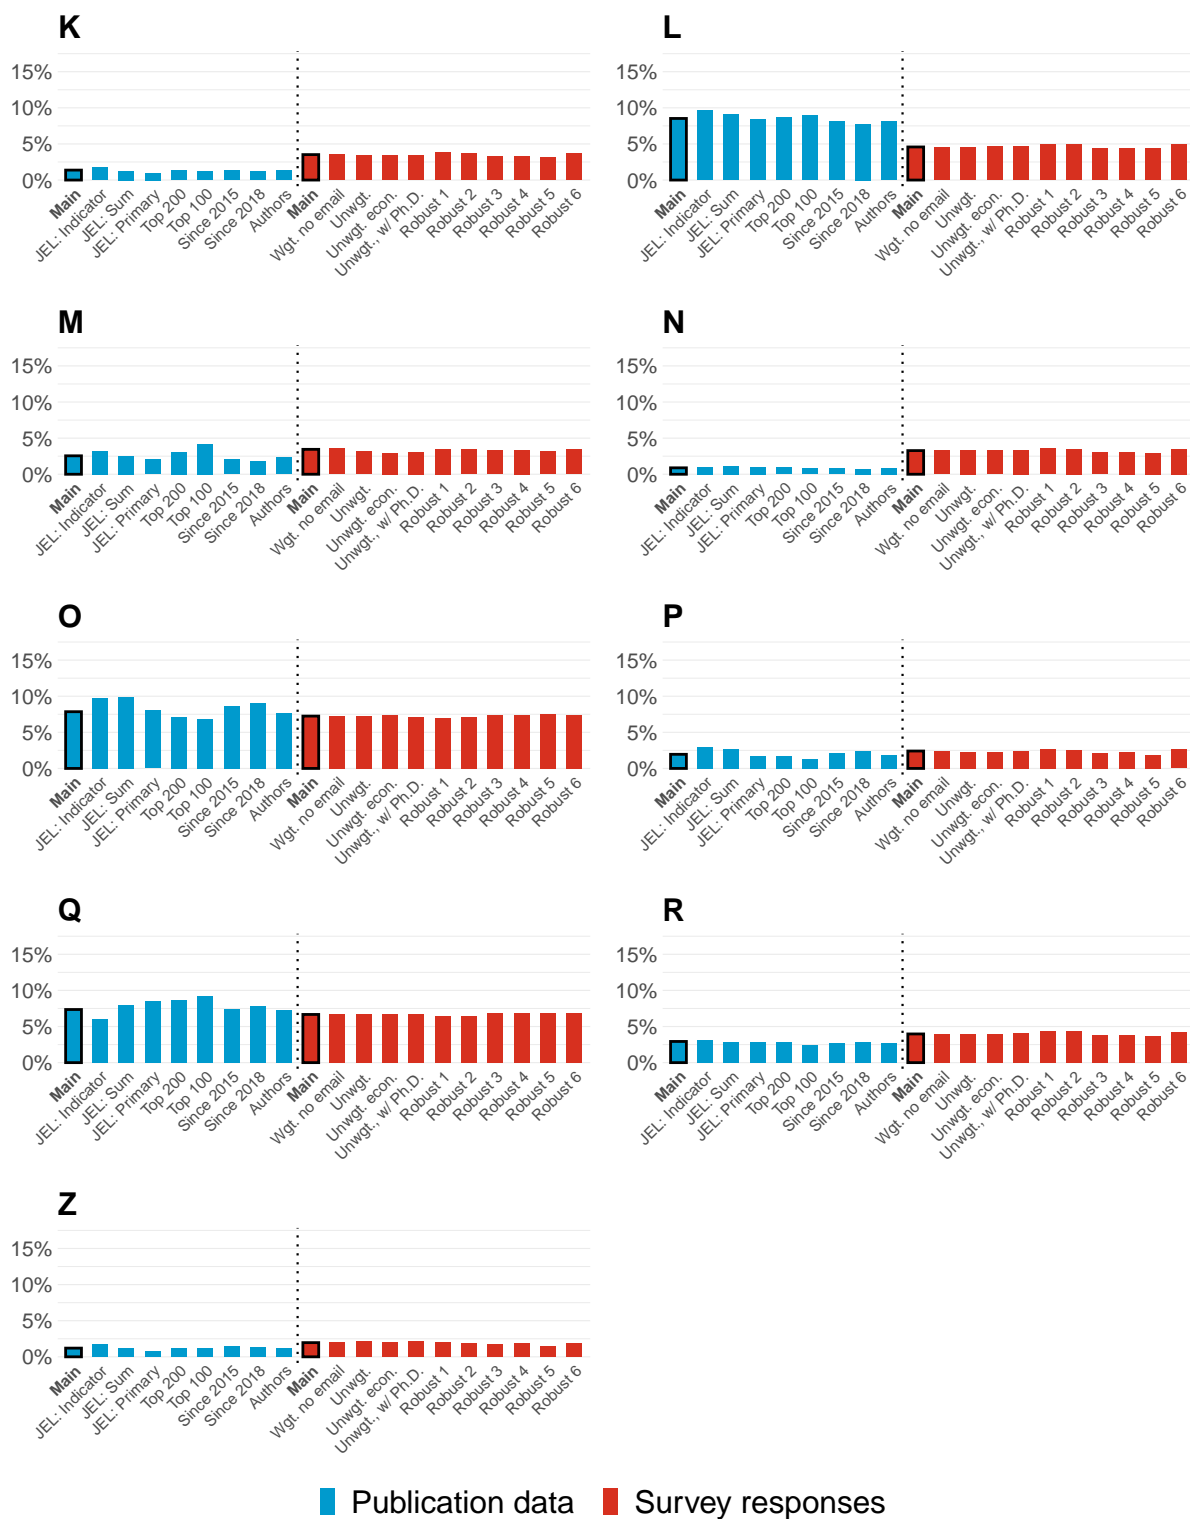 K
L
15%
10%
5%
0%
Main
JEL: Indicator
JEL: Sum
JEL: Primary
Top 200
Top 100
Since 2015
Since 2018
Authors
Main
Wgt. no email
Unwgt.
Unwgt. econ.
Unwgt., w/ Ph.D.
Robust 1
Robust 2
Robust 3
Robust 4
Robust 5
Robust 6
15%
10%
5%
0%
Main
JEL: Indicator
JEL: Sum
JEL: Primary
Top 200
Top 100
Since 2015
Since 2018
Authors
Main
Wgt. no email
Unwgt.
Unwgt. econ.
Unwgt., w/ Ph.D.
Robust 1
Robust 2
Robust 3
Robust 4
Robust 5
Robust 6
M
N
15%
10%
5%
0%
Main
JEL: Indicator
JEL: Sum
JEL: Primary
Top 200
Top 100
Since 2015
Since 2018
Authors
Main
Wgt. no email
Unwgt.
Unwgt. econ.
Unwgt., w/ Ph.D.
Robust 1
Robust 2
Robust 3
Robust 4
Robust 5
Robust 6
15%
10%
5%
0%
Main
JEL: Indicator
JEL: Sum
JEL: Primary
Top 200
Top 100
Since 2015
Since 2018
Authors
Main
Wgt. no email
Unwgt.
Unwgt. econ.
Unwgt., w/ Ph.D.
Robust 1
Robust 2
Robust 3
Robust 4
Robust 5
Robust 6
O
P
15%
10%
5%
0%
Main
JEL: Indicator
JEL: Sum
JEL: Primary
Top 200
Top 100
Since 2015
Since 2018
Authors
Main
Wgt. no email
Unwgt.
Unwgt. econ.
Unwgt., w/ Ph.D.
Robust 1
Robust 2
Robust 3
Robust 4
Robust 5
Robust 6
15%
10%
5%
0%
Main
JEL: Indicator
JEL: Sum
JEL: Primary
Top 200
Top 100
Since 2015
Since 2018
Authors
Main
Wgt. no email
Unwgt.
Unwgt. econ.
Unwgt., w/ Ph.D.
Robust 1
Robust 2
Robust 3
Robust 4
Robust 5
Robust 6
Q
R
15%
10%
5%
0%
Main
JEL: Indicator
JEL: Sum
JEL: Primary
Top 200
Top 100
Since 2015
Since 2018
Authors
Main
Wgt. no email
Unwgt.
Unwgt. econ.
Unwgt., w/ Ph.D.
Robust 1
Robust 2
Robust 3
Robust 4
Robust 5
Robust 6
15%
10%
5%
0%
Main
JEL: Indicator
JEL: Sum
JEL: Primary
Top 200
Top 100
Since 2015
Since 2018
Authors
Main
Wgt. no email
Unwgt.
Unwgt. econ.
Unwgt., w/ Ph.D.
Robust 1
Robust 2
Robust 3
Robust 4
Robust 5
Robust 6
Z
15%
10%
5%
0%
Main
JEL: Indicator
JEL: Sum
JEL: Primary
Top 200
Top 100
Since 2015
Since 2018
Authors
Main
Wgt. no email
Unwgt.
Unwgt. econ.
Unwgt., w/ Ph.D.
Robust 1
Robust 2
Robust 3
Robust 4
Robust 5
Robust 6
Publication data
Survey responses